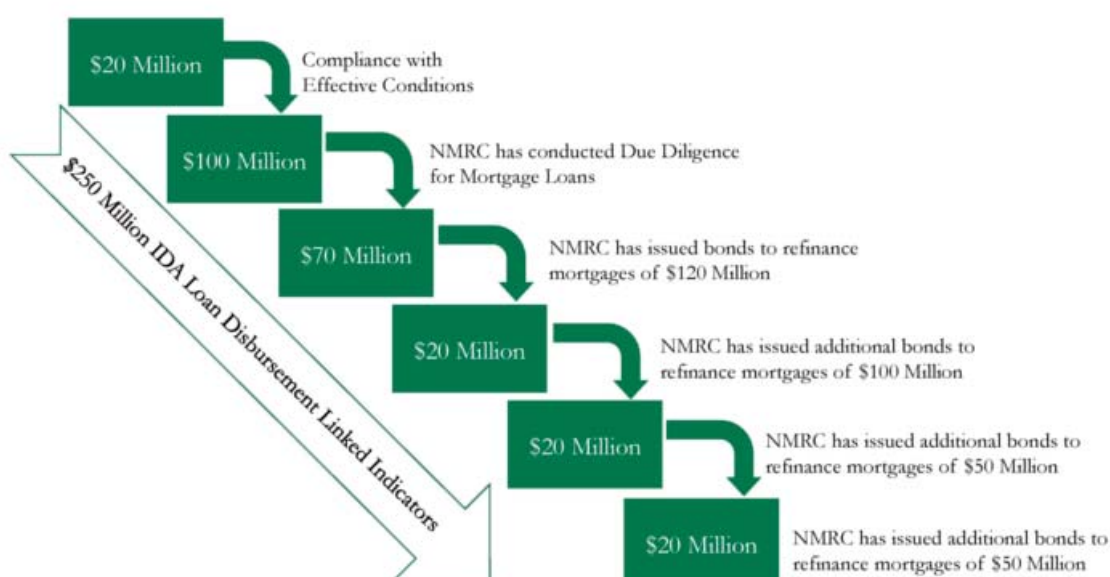 $20 Million
Compliance with
Effective Conditions
$100 Million
NMRC has conducted Due Diligence
for Mortgage Loans
$250 Million IDA Loan Disbursement Linked Indicators
$70 Million
NMRC has issued bonds to refinance
mortgages of $120 Million
$20 Million
NMRC has issued additional bonds to
refinance mortgages of $100 Million
$20 Million
NMRC has issued additional bonds to
refinance mortgages of $50 Million
$20 Million
NMRC has issued additional bonds to
refinance mortgages of $50 Million